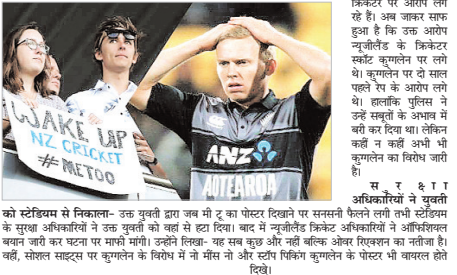 WAKE UP
NZ CRICKET
#METOO
ANZ
AOTEAROA
क्रिकेटर पर आरोप लग
रहे हैं। अब जाकर साफ
हुआ है कि उक्त आरोप
न्यूजीलैंड के क्रिकेटर
स्कॉट कुग्गलेन पर लगे
थे। कुग्गलेन पर दो साल
पहले रेप के आरोप लगे
थे। हालांकि पुलिस ने
उन्हें सबूतों के अभाव में
बरी कर दिया था। लेकिन
कहीं न कहीं अभी भी
कुग्गलेन का विरोध जारी
है।
सुरक्षा
अधिकारियों ने युवती
को स्टेडियम से निकाला- उक्त युवती द्वारा जब मी टू का पोस्टर दिखाने पर सनसनी फैलने लगी तभी स्टेडियम
के सुरक्षा अधिकारियों ने उक्त युवती को वहां से हटा दिया। बाद में न्यूजीलैंड क्रिकेट अधिकारियों ने ऑफिशियल
बयान जारी कर घटना पर माफी मांगी। उन्होंने लिखा- यह सब कुछ और नहीं बल्कि ओवर रिएक्शन का नतीजा है।
वहीं, सोशल साइट्स पर कुग्गलेन के विरोध में नो मींस नो और स्टॉप पिकिंग कुग्गलेन के पोस्टर भी वायरल होते
दिखे।